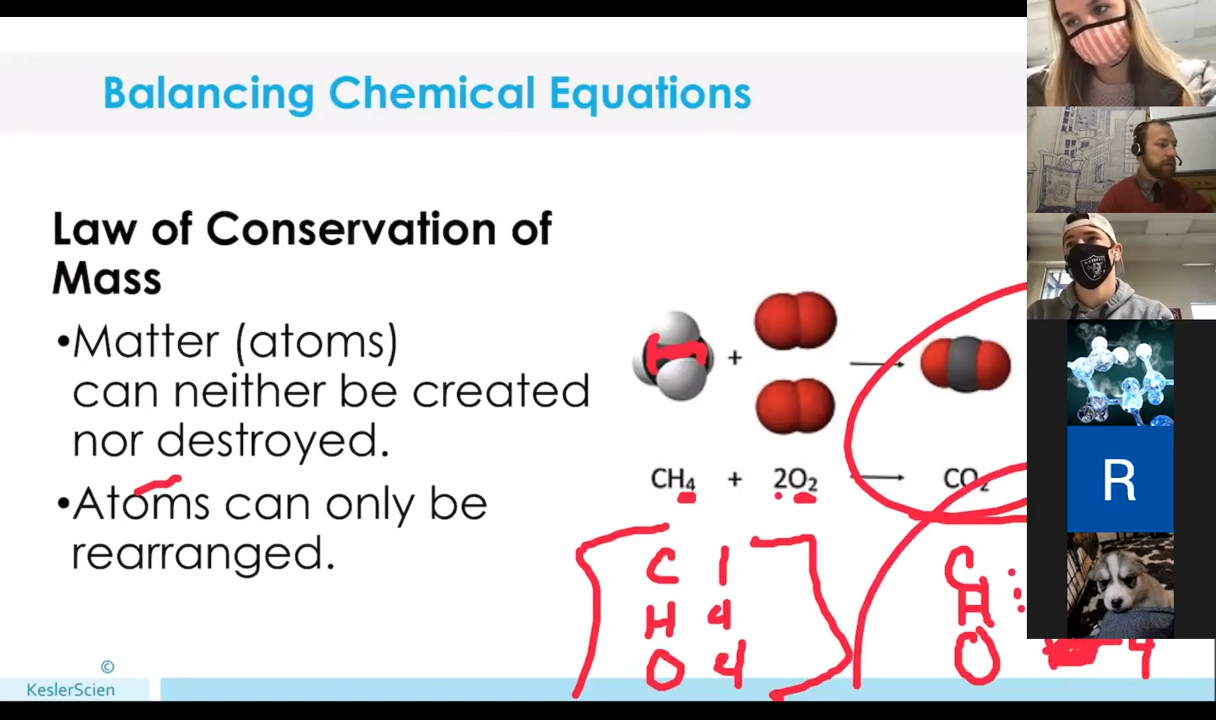 Balancing Chemical Equations
Law of Conservation of
Mass
•Matter (atoms)
can neither be created
nor destroyed.
•Atoms can only be
rearranged.
+
CH₄ + 2O₂ → CO₂
C 1
H 4
O 4
C :
H :
O 4
©
KeslerScien
R